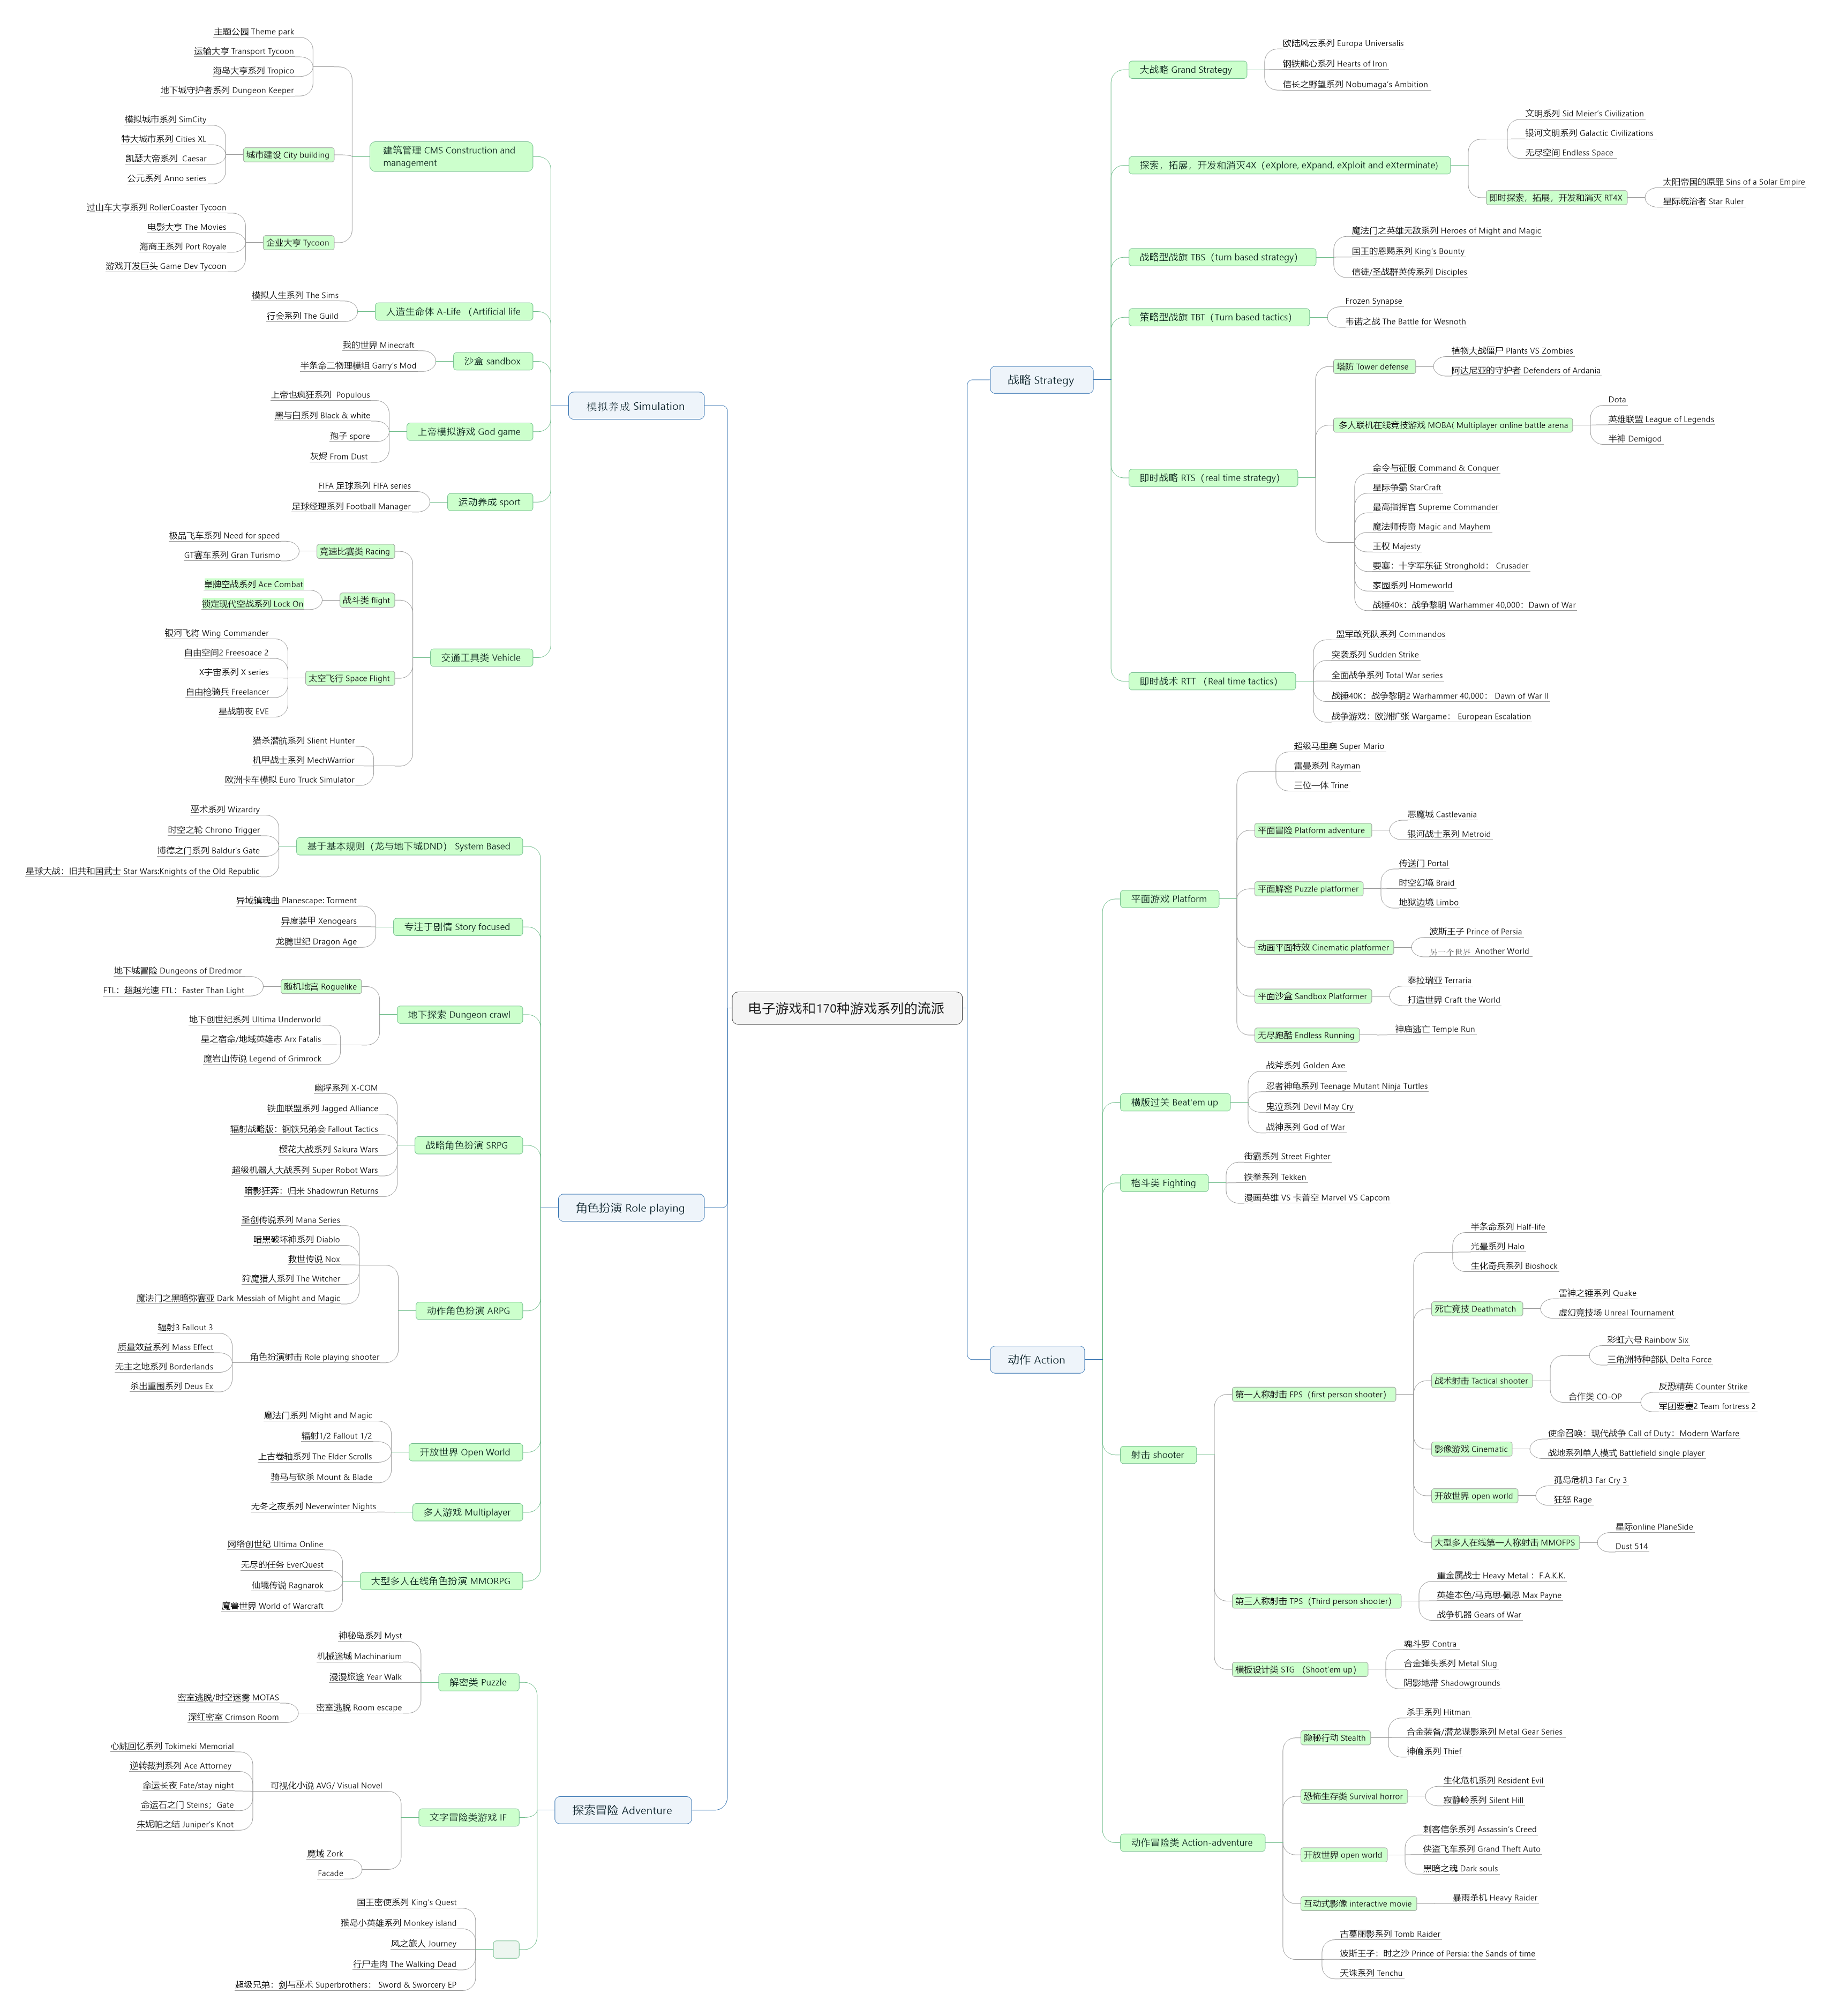 电子游戏和170种游戏系列的流派
模拟养成 Simulation
建筑管理 CMS Construction and
management
主题公园 Theme park
运输大亨 Transport Tycoon
海岛大亨系列 Tropico
地下城守护者系列 Dungeon Keeper
城市建设 City building
模拟城市系列 SimCity
特大城市系列 Cities XL
凯瑟大帝系列 Caesar
公元系列 Anno series
企业大亨 Tycoon
过山车大亨系列 RollerCoaster Tycoon
电影大亨 The Movies
海商王系列 Port Royale
游戏开发巨头 Game Dev Tycoon
人造生命体 A-Life （Artificial life
模拟人生系列 The Sims
行会系列 The Guild
沙盒 sandbox
我的世界 Minecraft
半条命二物理模组 Garry's Mod
上帝模拟游戏 God game
上帝也疯狂系列 Populous
黑与白系列 Black & white
孢子 spore
灰烬 From Dust
运动养成 sport
FIFA 足球系列 FIFA series
足球经理系列 Football Manager
交通工具类 Vehicle
竞速比赛类 Racing
极品飞车系列 Need for speed
GT赛车系列 Gran Turismo
战斗类 flight
皇牌空战系列 Ace Combat
锁定现代空战系列 Lock On
太空飞行 Space Flight
银河飞将 Wing Commander
自由空间2 Freesoace 2
X宇宙系列 X series
自由枪骑兵 Freelancer
星战前夜 EVE
猎杀潜航系列 Slient Hunter
机甲战士系列 MechWarrior
欧洲卡车模拟 Euro Truck Simulator
角色扮演 Role playing
基于基本规则（龙与地下城DND） System Based
巫术系列 Wizardry
时空之轮 Chrono Trigger
博德之门系列 Baldur's Gate
星球大战：旧共和国武士 Star Wars:Knights of the Old Republic
专注于剧情 Story focused
异域镇魂曲 Planescape: Torment
异度装甲 Xenogears
龙腾世纪 Dragon Age
地下探索 Dungeon crawl
随机地宫 Roguelike
地下城冒险 Dungeons of Dredmor
FTL：超越光速 FTL：Faster Than Light
地下创世纪系列 Ultima Underworld
星之宿命/地域英雄志 Arx Fatalis
魔岩山传说 Legend of Grimrock
战略角色扮演 SRPG
幽浮系列 X-COM
铁血联盟系列 Jagged Alliance
辐射战略版：钢铁兄弟会 Fallout Tactics
樱花大战系列 Sakura Wars
超级机器人大战系列 Super Robot Wars
暗影狂奔：归来 Shadowrun Returns
动作角色扮演 ARPG
圣剑传说系列 Mana Series
暗黑破坏神系列 Diablo
救世传说 Nox
狩魔猎人系列 The Witcher
魔法门之黑暗弥塞亚 Dark Messiah of Might and Magic
角色扮演射击 Role playing shooter
辐射3 Fallout 3
质量效益系列 Mass Effect
无主之地系列 Borderlands
杀出重围系列 Deus Ex
开放世界 Open World
魔法门系列 Might and Magic
辐射1/2 Fallout 1/2
上古卷轴系列 The Elder Scrolls
骑马与砍杀 Mount & Blade
多人游戏 Multiplayer
无冬之夜系列 Neverwinter Nights
大型多人在线角色扮演 MMORPG
网络创世纪 Ultima Online
无尽的任务 EverQuest
仙境传说 Ragnarok
魔兽世界 World of Warcraft
探索冒险 Adventure
解密类 Puzzle
神秘岛系列 Myst
机械迷城 Machinarium
漫漫旅途 Year Walk
密室逃脱 Room escape
密室逃脱/时空迷雾 MOTAS
深红密室 Crimson Room
文字冒险类游戏 IF
可视化小说 AVG/ Visual Novel
心跳回忆系列 Tokimeki Memorial
逆转裁判系列 Ace Attorney
命运长夜 Fate/stay night
命运石之门 Steins；Gate
朱妮帕之结 Juniper's Knot
魔域 Zork
Facade
国王密使系列 King's Quest
猴岛小英雄系列 Monkey island
风之旅人 Journey
行尸走肉 The Walking Dead
超级兄弟：剑与巫术 Superbrothers： Sword & Sworcery EP
战略 Strategy
大战略 Grand Strategy
欧陆风云系列 Europa Universalis
钢铁雄心系列 Hearts of Iron
信长之野望系列 Nobumaga's Ambition
探索，拓展，开发和消灭4X（eXplore, eXpand, eXploit and eXterminate)
文明系列 Sid Meier's Civilization
银河文明系列 Galactic Civilizations
无尽空间 Endless Space
即时探索，拓展，开发和消灭 RT4X
太阳帝国的原罪 Sins of a Solar Empire
星际统治者 Star Ruler
战略型战旗 TBS（turn based strategy）
魔法门之英雄无敌系列 Heroes of Might and Magic
国王的恩赐系列 King's Bounty
信徒/圣战群英传系列 Disciples
策略型战旗 TBT（Turn based tactics）
Frozen Synapse
韦诺之战 The Battle for Wesnoth
即时战略 RTS（real time strategy）
塔防 Tower defense
植物大战僵尸 Plants VS Zombies
阿达尼亚的守护者 Defenders of Ardania
多人联机在线竞技游戏 MOBA( Multiplayer online battle arena
Dota
英雄联盟 League of Legends
半神 Demigod
命令与征服 Command & Conquer
星际争霸 StarCraft
最高指挥官 Supreme Commander
魔法师传奇 Magic and Mayhem
王权 Majesty
要塞：十字军东征 Stronghold： Crusader
家园系列 Homeworld
战锤40k：战争黎明 Warhammer 40,000：Dawn of War
即时战术 RTT （Real time tactics）
盟军敢死队系列 Commandos
突袭系列 Sudden Strike
全面战争系列 Total War series
战锤40K：战争黎明2 Warhammer 40,000： Dawn of War II
战争游戏：欧洲扩张 Wargame： European Escalation
动作 Action
平面游戏 Platform
超级马里奥 Super Mario
雷曼系列 Rayman
三位一体 Trine
平面冒险 Platform adventure
恶魔城 Castlevania
银河战士系列 Metroid
平面解密 Puzzle platformer
传送门 Portal
时空幻境 Braid
地狱边境 Limbo
动画平面特效 Cinematic platformer
波斯王子 Prince of Persia
另一个世界 Another World
平面沙盒 Sandbox Platformer
泰拉瑞亚 Terraria
打造世界 Craft the World
无尽跑酷 Endless Running
神庙逃亡 Temple Run
横版过关 Beat'em up
战斧系列 Golden Axe
忍者神龟系列 Teenage Mutant Ninja Turtles
鬼泣系列 Devil May Cry
战神系列 God of War
格斗类 Fighting
街霸系列 Street Fighter
铁拳系列 Tekken
漫画英雄 VS 卡普空 Marvel VS Capcom
射击 shooter
第一人称射击 FPS（first person shooter）
半条命系列 Half-life
光晕系列 Halo
生化奇兵系列 Bioshock
死亡竞技 Deathmatch
雷神之锤系列 Quake
虚幻竞技场 Unreal Tournament
战术射击 Tactical shooter
彩虹六号 Rainbow Six
三角洲特种部队 Delta Force
合作类 CO-OP
反恐精英 Counter Strike
军团要塞2 Team fortress 2
影像游戏 Cinematic
使命召唤：现代战争 Call of Duty：Modern Warfare
战地系列单人模式 Battlefield single player
开放世界 open world
孤岛危机3 Far Cry 3
狂怒 Rage
大型多人在线第一人称射击 MMOFPS
星际online PlaneSide
Dust 514
第三人称射击 TPS（Third person shooter）
重金属战士 Heavy Metal： F.A.K.K.
英雄本色/马克思·佩恩 Max Payne
战争机器 Gears of War
横板设计类 STG （Shoot'em up）
魂斗罗 Contra
合金弹头系列 Metal Slug
阴影地带 Shadowgrounds
动作冒险类 Action-adventure
隐秘行动 Stealth
杀手系列 Hitman
合金装备/潜龙谍影系列 Metal Gear Series
神偷系列 Thief
恐怖生存类 Survival horror
生化危机系列 Resident Evil
寂静岭系列 Silent Hill
开放世界 open world
刺客信条系列 Assassin's Creed
侠盗飞车系列 Grand Theft Auto
黑暗之魂 Dark souls
互动式影像 interactive movie
暴雨杀机 Heavy Raider
古墓丽影系列 Tomb Raider
波斯王子：时之沙 Prince of Persia: the Sands of time
天诛系列 Tenchu